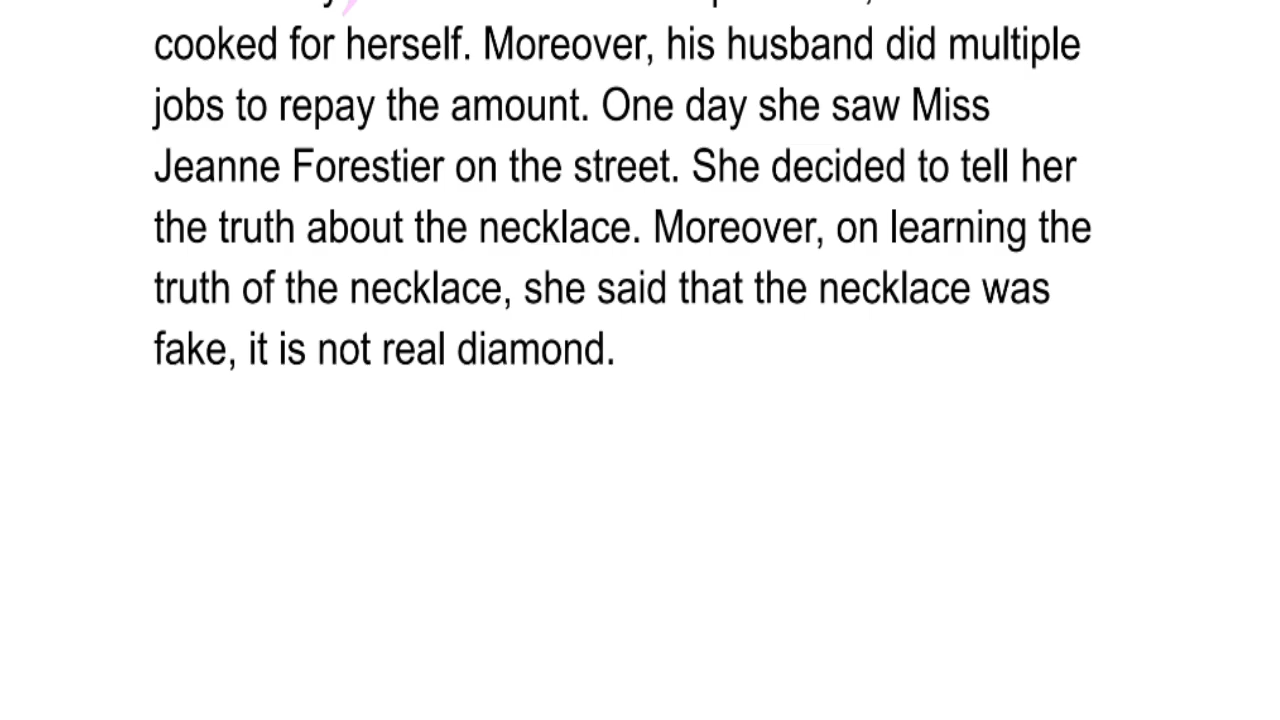 cooked for herself. Moreover, his husband did multiple
jobs to repay the amount. One day she saw Miss
Jeanne Forestier on the street. She decided to tell her
the truth about the necklace. Moreover, on learning the
truth of the necklace, she said that the necklace was
fake, it is not real diamond.